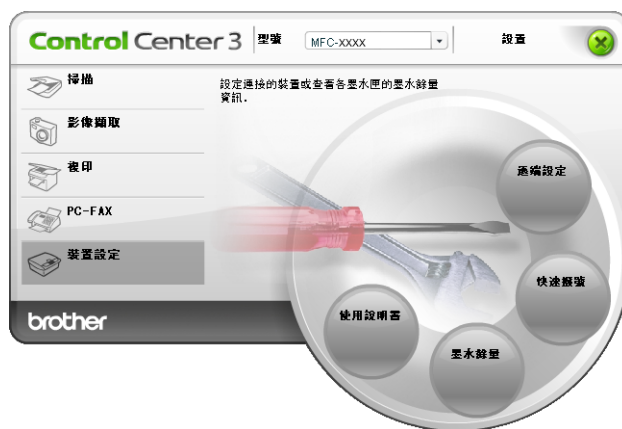 Control Center 3
型號
MFC-XXXX
設置
掃描
影像擷取
複印
PC-FAX
裝置設定
設定連接的裝置或查看各墨水匣的墨水餘量
資訊.
遠端設定
快速撥號
墨水餘量
使用說明書
brother